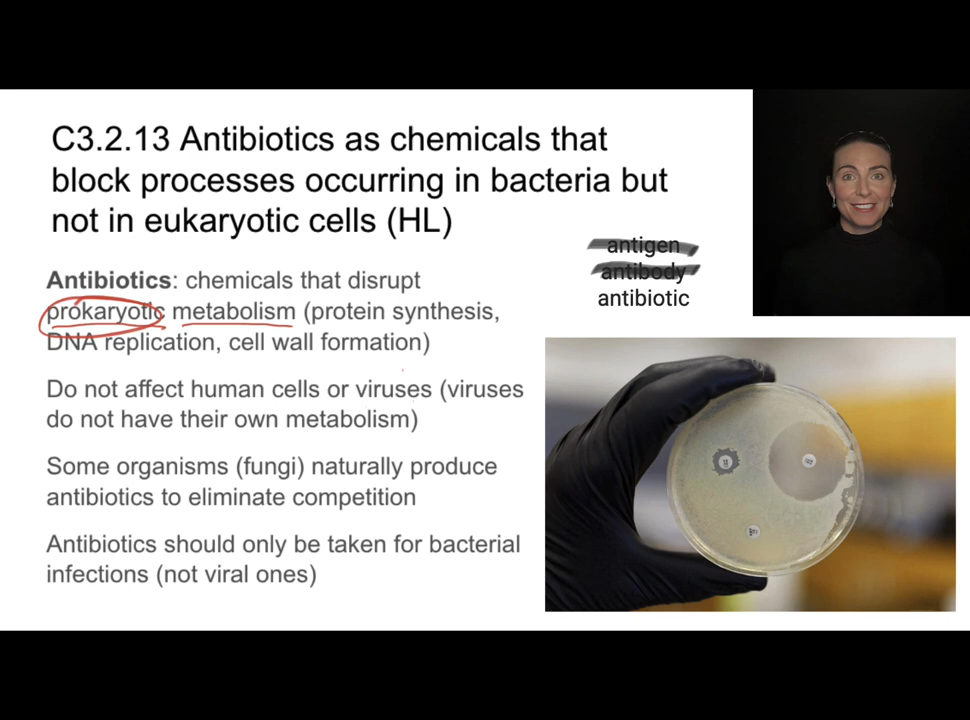 C3.2.13 Antibiotics as chemicals that
block processes occurring in bacteria but
not in eukaryotic cells (HL)
antigen
antibody
antibiotic
Antibiotics: chemicals that disrupt
prokaryotic metabolism (protein synthesis,
DNA replication, cell wall formation)
Do not affect human cells or viruses (viruses
do not have their own metabolism)
Some organisms (fungi) naturally produce
antibiotics to eliminate competition
Antibiotics should only be taken for bacterial
infections (not viral ones)